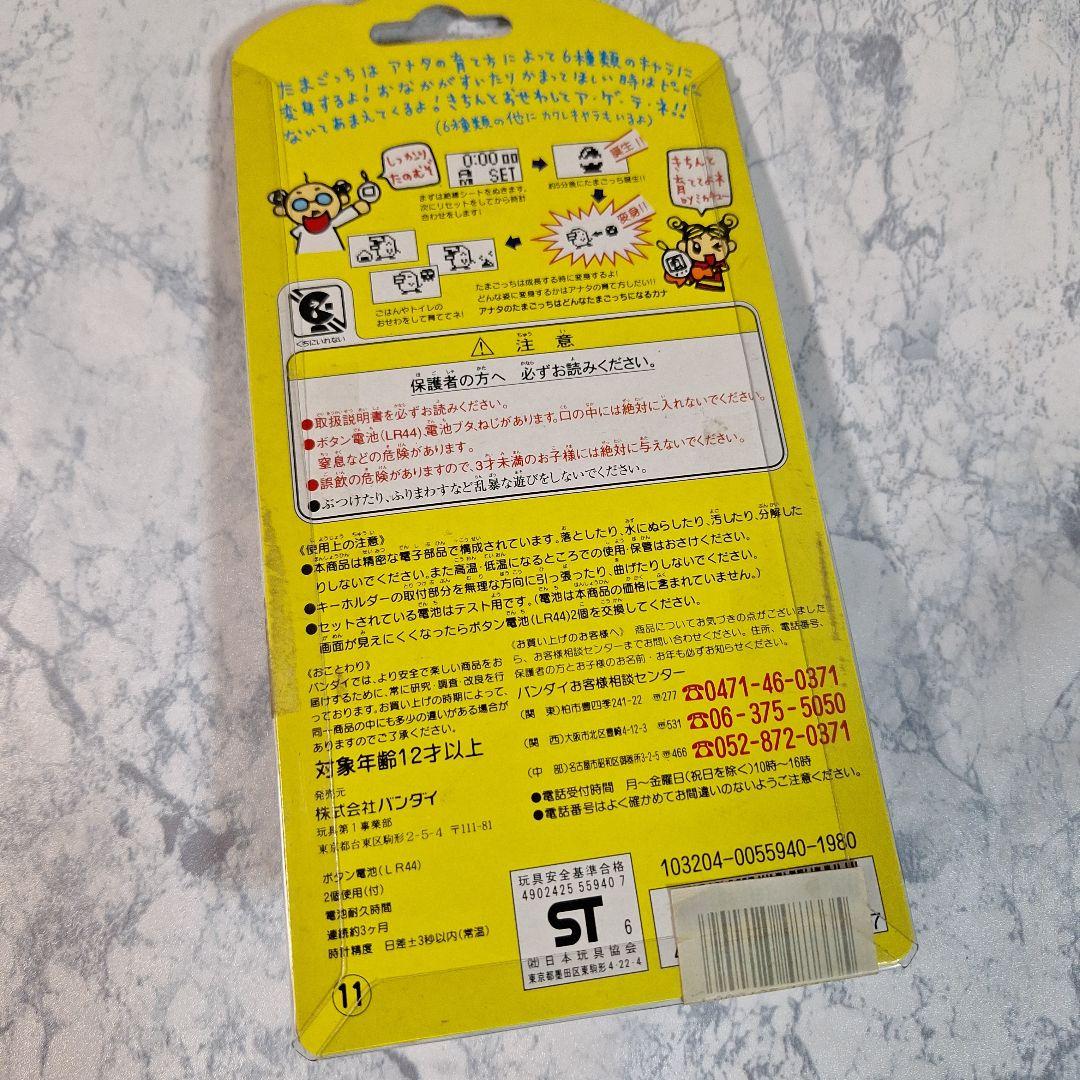 たまごっちは アナタの育て方によって6種類のキャラに
変身するよ！おなかがすいたりかまってほしい時はピーピー
ないてあまえてくるよ！きちんとおせわしてア・ゲ・テ・ネ!!
(6種類の他にカクレキャラもいるよ)
しっかり
たのむぞ
0:00 00
AM SET
誕生!!
まずは絶縁シートをぬきます。
次にリセットをしてから時計
合わせをします！
約5分後にたまごっち誕生!!
変身!!
きちんと
育ててネ
byミカチュー
たまごっちは成長する時に変身するよ！
どんな姿に変身するかはアナタの育て方しだい!!
アナタのたまごっちはどんなたまごっちになるカナ
ごはんやトイレの
おせわをして育ててネ！
くちにいれない
⚠ 注意
保護者の方へ 必ずお読みください。
●取扱説明書を必ずお読みください。
●ボタン電池(LR44)、電池ブタ、ねじがあります。口の中には絶対に入れないでください。
窒息などの危険があります。
●誤飲の危険がありますので、3才未満のお子様には絶対に与えないでください。
●ぶつけたり、ふりまわすなど乱暴な遊びをしないでください。
《使用上の注意》
●本商品は精密な電子部品で構成されています。落としたり、水にぬらしたり、汚したり、分解した
りしないでください。また高温・低温になるところでの使用・保管はおさけください。
●キーホルダーの取付部分を無理な方向に引っ張ったり、曲げたりしないでください。
●セットされている電池はテスト用です。(電池は本商品の価格に含まれていません。)
画面が見えにくくなったらボタン電池(LR44)2個を交換してください。
《おことわり》
バンダイでは、より安全で楽しい商品をお
届けするために、常に研究・調査・改良を行
っております。お買い上げの時期によって、
同一商品の中にも多少の違いがある場合が
ありますのでご了承ください。
対象年齢12才以上
発売元
株式会社バンダイ
玩具第1事業部
東京都台東区駒形2-5-4 〒111-81
ボタン電池(LR44)
2個使用(付)
電池耐久時間
連続約3ヶ月
時計精度 日差±3秒以内(常温)
11
《お買い上げのお客様へ》 商品についてお気づきの点がございました
ら、お客様相談センターまでお問い合わせください。住所、電話番号、
保護者の方とお子様のお名前・お年も必ずお知らせください。
バンダイお客様相談センター
(関 東)柏市豊四季241-22 〒277 ☎0471-46-0371
(関 西)大阪市北区豊崎4-12-3 〒531 ☎06-375-5050
(中 部)名古屋市昭和区御器所3-2-5 〒466 ☎052-872-0371
●電話受付時間 月〜金曜日(祝日を除く)10時〜16時
●電話番号はよく確かめてお間違いのないようご注意ください。
玩具安全基準合格
4902425 55940 7
ST 6
㈳日本玩具協会
東京都墨田区東駒形4-22-4
103204-0055940-1980
4
7